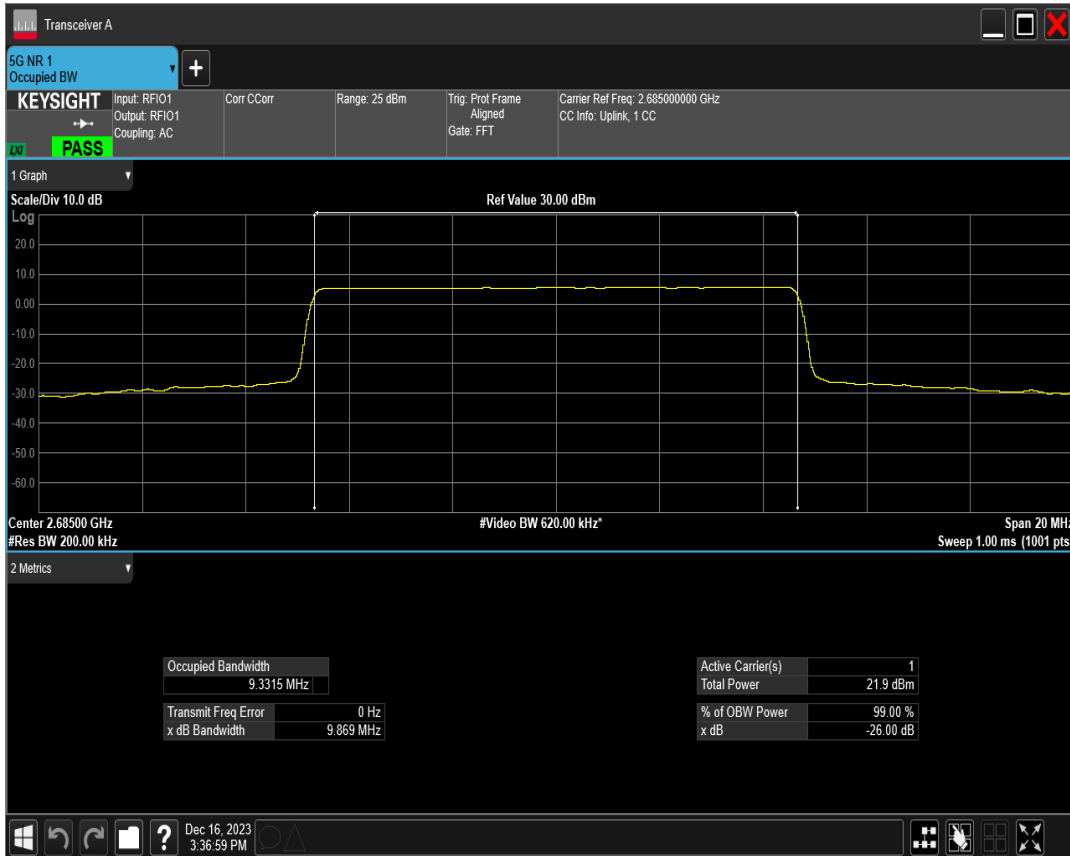 Transceiver A
5G NR 1
Occupied BW
+
KEYSIGHT
LXI
PASS
Input: RFIO1
Output: RFIO1
Coupling: AC
Corr CCorr
Range: 25 dBm
Trig: Prot Frame
Aligned
Gate: FFT
Carrier Ref Freq: 2.685000000 GHz
CC Info: Uplink, 1 CC
1 Graph
Scale/Div 10.0 dB
Ref Value 30.00 dBm
Log
20.0
10.0
0.00
-10.0
-20.0
-30.0
-40.0
-50.0
-60.0
Center 2.68500 GHz
#Video BW 620.00 kHz*
Span 20 MHz
#Res BW 200.00 kHz
Sweep 1.00 ms (1001 pts
2 Metrics
Occupied Bandwidth
9.3315 MHz
Transmit Freq Error 0 Hz
x dB Bandwidth 9.869 MHz
Active Carrier(s) 1
Total Power 21.9 dBm
% of OBW Power 99.00 %
x dB -26.00 dB
?
Dec 16, 2023
3:36:59 PM